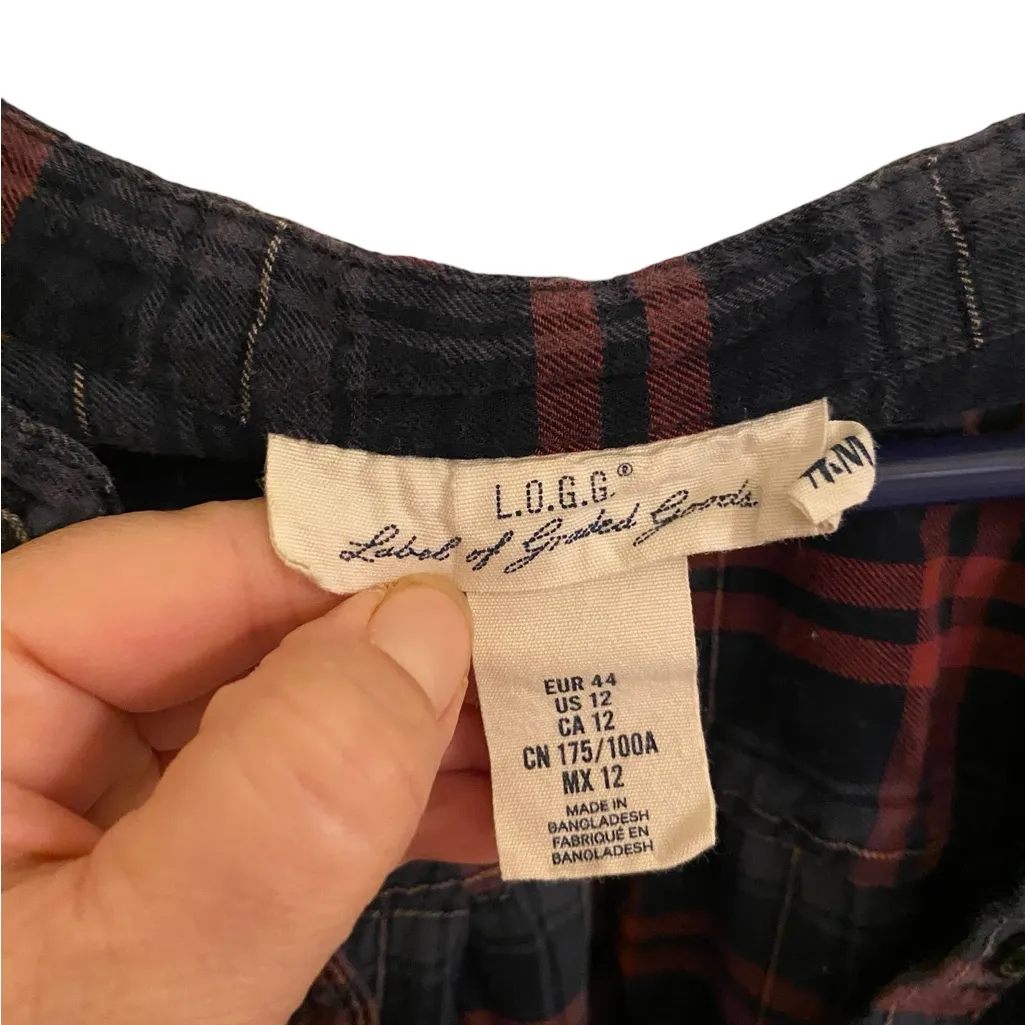 L.O.G.G.®
Label of Graded Goods
EUR 44
US 12
CA 12
CN 175/100A
MX 12
MADE IN
BANGLADESH
FABRIQUÉ EN
BANGLADESH